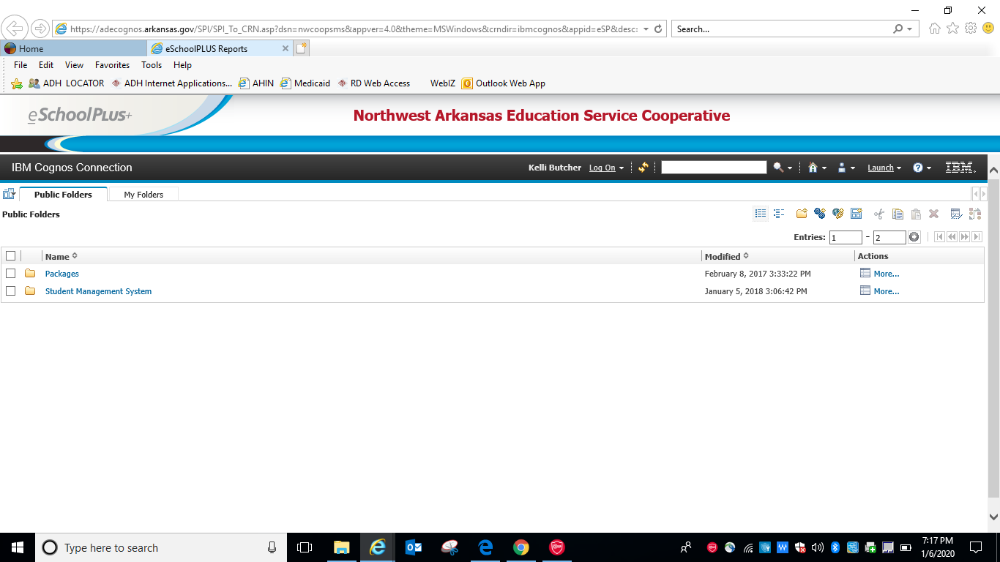 https://adecognos.arkansas.gov/SPI/SPI_To_CRN.asp?dsn=nwcoopsms&appver=4.0&theme=MSWindows&crndir=ibmcognos&appid=eSP&desc= Search...
Home eSchoolPLUS Reports
File Edit View Favorites Tools Help
ADH LOCATOR ADH Internet Applications... AHIN Medicaid RD Web Access WebIZ Outlook Web App
eSchoolPLUS+ Northwest Arkansas Education Service Cooperative
IBM Cognos Connection Kelli Butcher Log On Launch IBM.
Public Folders My Folders
Public Folders
Entries: 1 - 2
Name Modified Actions
Packages February 8, 2017 3:33:22 PM More...
Student Management System January 5, 2018 3:06:42 PM More...
Type here to search 7:17 PM
1/6/2020